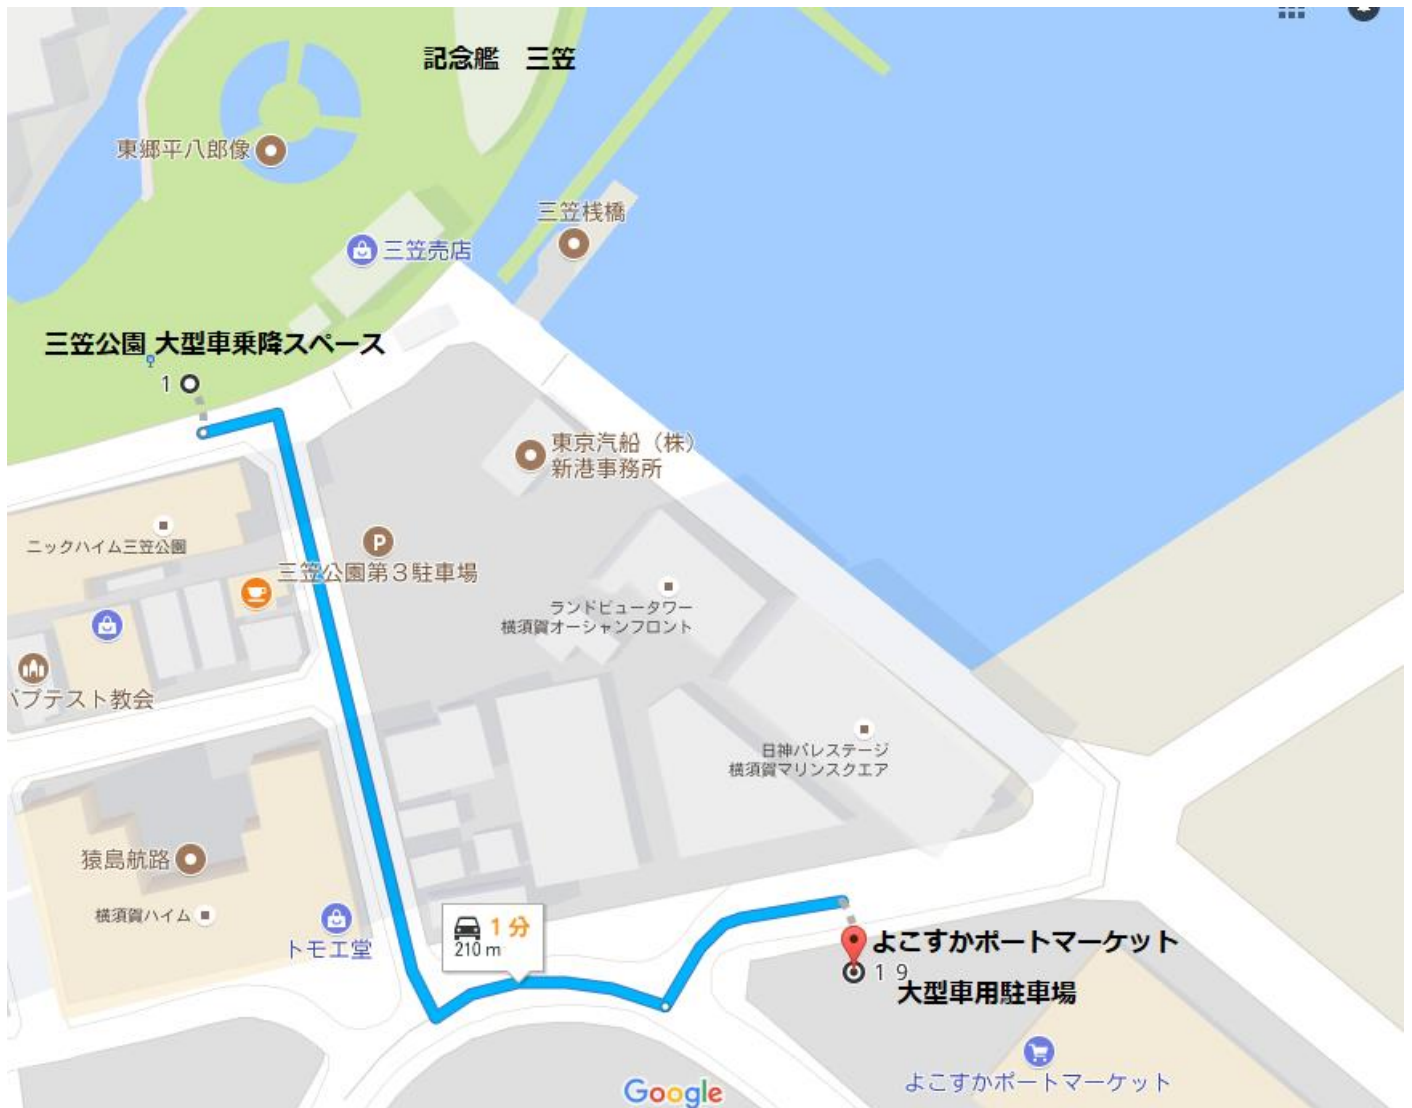 記念艦　三笠
東郷平八郎像
三笠桟橋
三笠売店
三笠公園 大型車乗降スペース
1
東京汽船（株）
新港事務所
ニックハイム三笠公園
P
三笠公園第３駐車場
ランドビュータワー
横須賀オーシャンフロント
バプテスト教会
日神パレステージ
横須賀マリンスクエア
猿島航路
横須賀ハイム
トモエ堂
1 分
210 m
よこすかポートマーケット
1 9
大型車用駐車場
よこすかポートマーケット
Google